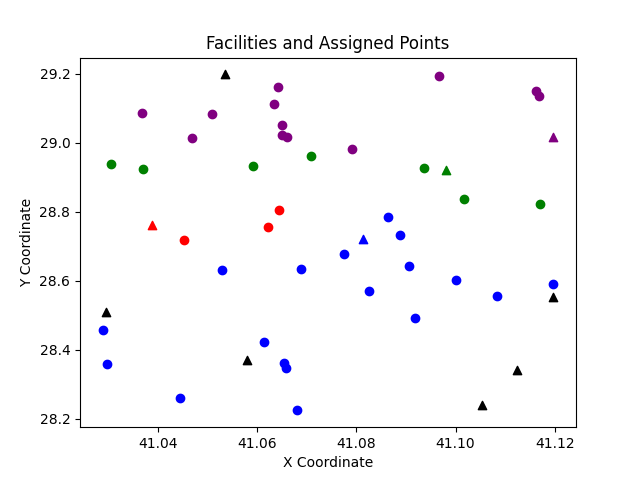 Facilities and Assigned Points
29.2
29.0
28.8
28.6
28.4
28.2
Y Coordinate
41.04 41.06 41.08 41.10 41.12
X Coordinate